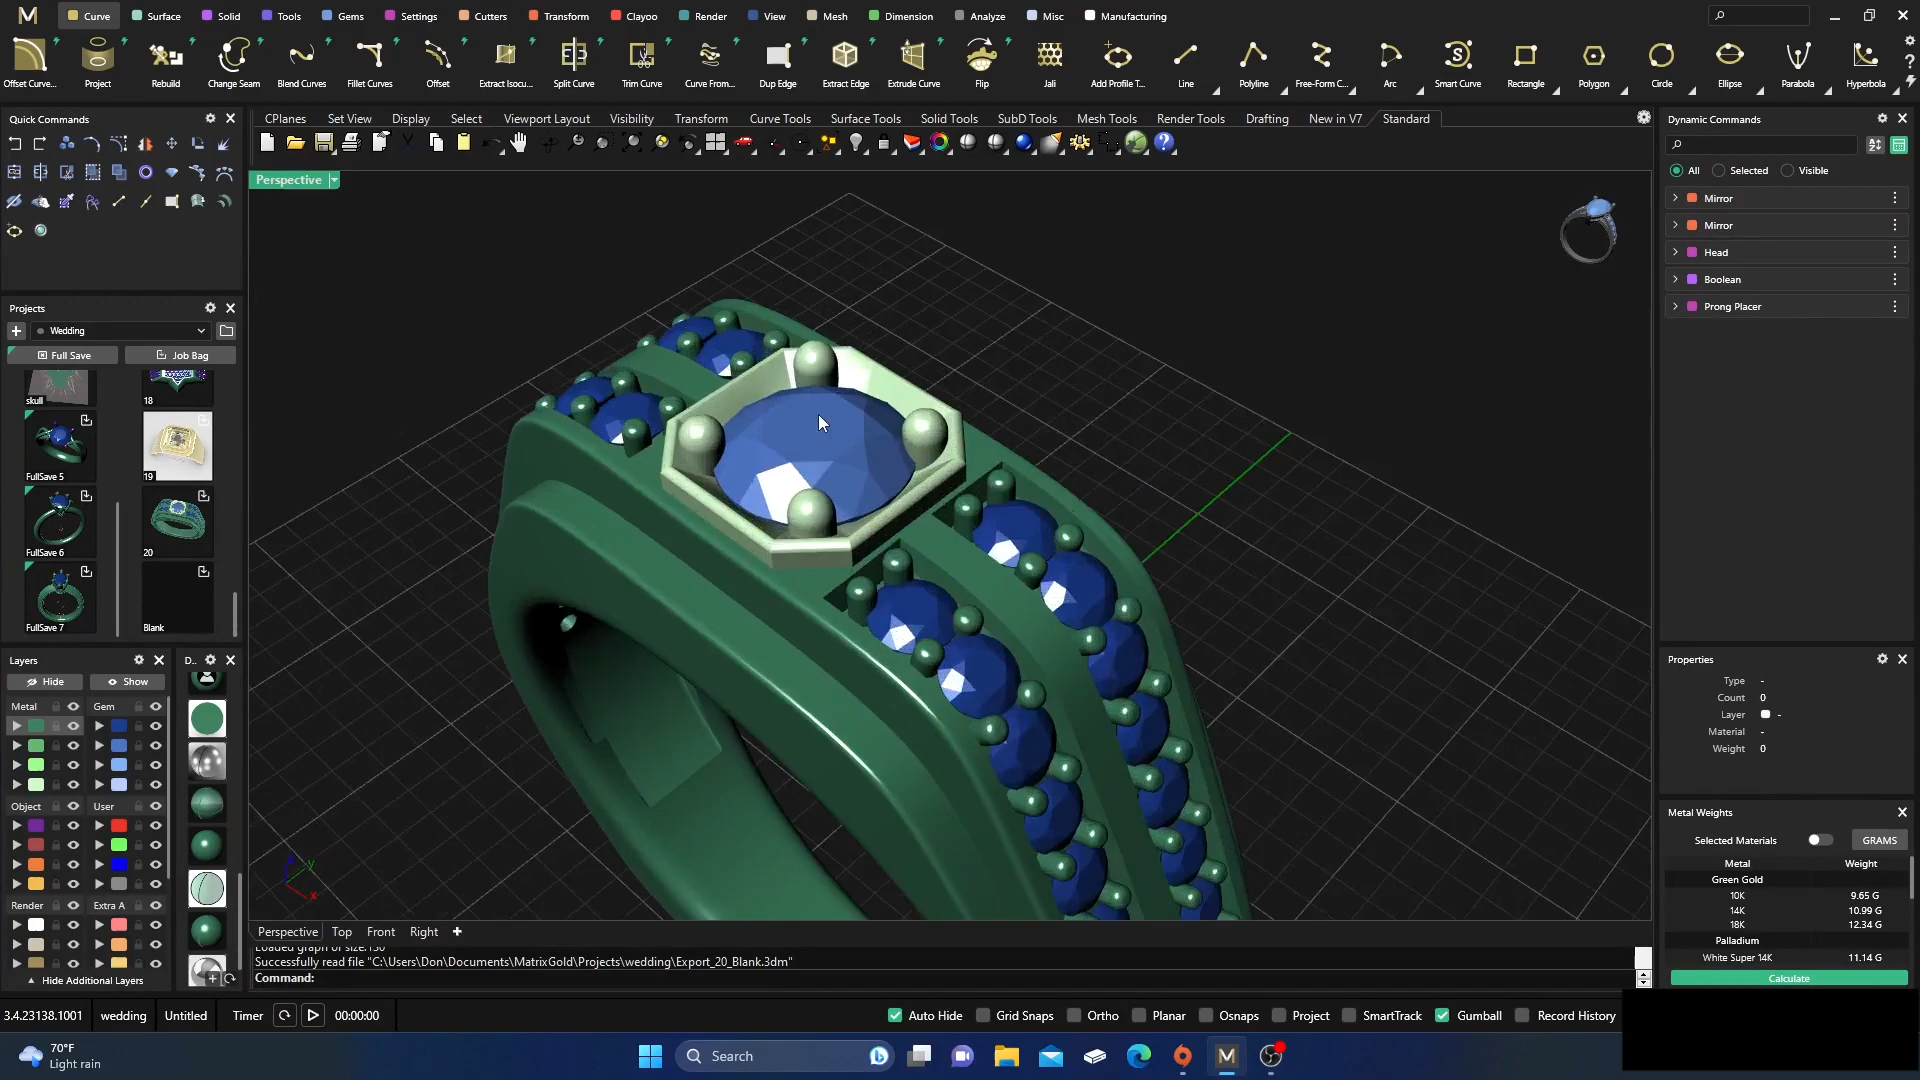 M Curve Surface Solid Tools Gems Settings Cutters Transform Clayoo Render View Mesh Dimension Analyze Misc Manufacturing
Offset Curve... Project Rebuild Change Seam Blend Curves Fillet Curves Offset Extract Isocu... Split Curve Trim Curve Curve From... Dup Edge Extract Edge Extrude Curve Flip Jali Add Profile T... Line Polyline Free-Form C... Arc Smart Curve Rectangle Polygon Circle Ellipse Parabola Hyperbola
Quick Commands
CPlanes Set View Display Select Viewport Layout Visibility Transform Curve Tools Surface Tools Solid Tools SubD Tools Mesh Tools Render Tools Drafting New in V7 Standard
Perspective
Projects
Wedding
Full Save Job Bag
skull 18
FullSave 5 19
FullSave 6 20
FullSave 7 Blank
Layers
D..
Hide Show
Metal Gem
Object User
Render Extra A
Hide Additional Layers
Dynamic Commands
All Selected Visible
Mirror
Mirror
Head
Boolean
Prong Placer
Properties
Type -
Count 0
Layer -
Material -
Weight 0
Metal Weights
Selected Materials GRAMS
Metal Weight
Green Gold
10K 9.65 G
14K 10.99 G
18K 12.34 G
Palladium
White Super 14K 11.14 G
Calculate
z
y
x
Perspective Top Front Right
Loaded graph of size:150
Successfully read file "C:\Users\Don\Documents\MatrixGold\Projects\wedding\Export_20_Blank.3dm"
Command:
3.4.23138.1001 wedding Untitled Timer 00:00:00 Auto Hide Grid Snaps Ortho Planar Osnaps Project SmartTrack Gumball Record History
70°F
Light rain
Search
M